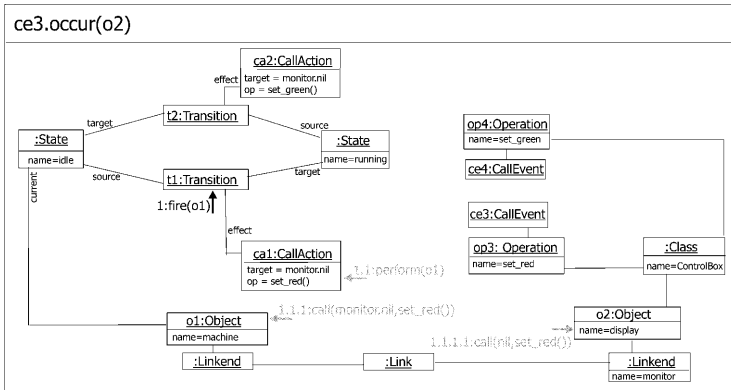 ce3.occur(o2)
ca2:CallAction
effect
target = monitor.nil
op = set_green()
target
t2:Transition
source
:State
name=idle
:State
name=running
source
t1:Transition
target
current
1:fire(o1)
effect
ca1:CallAction
target = monitor.nil
op = set_red()
1.1:perform(o1)
op4:Operation
name=set_green
ce4:CallEvent
ce3:CallEvent
op3: Operation
name=set_red
:Class
name=ControlBox
o1:Object
name=machine
1.1.1:call(monitor.nil,set_red())
1.1.1.1:call(nil,set_red())
o2:Object
name=display
:Linkend
:Link
:Linkend
name=monitor